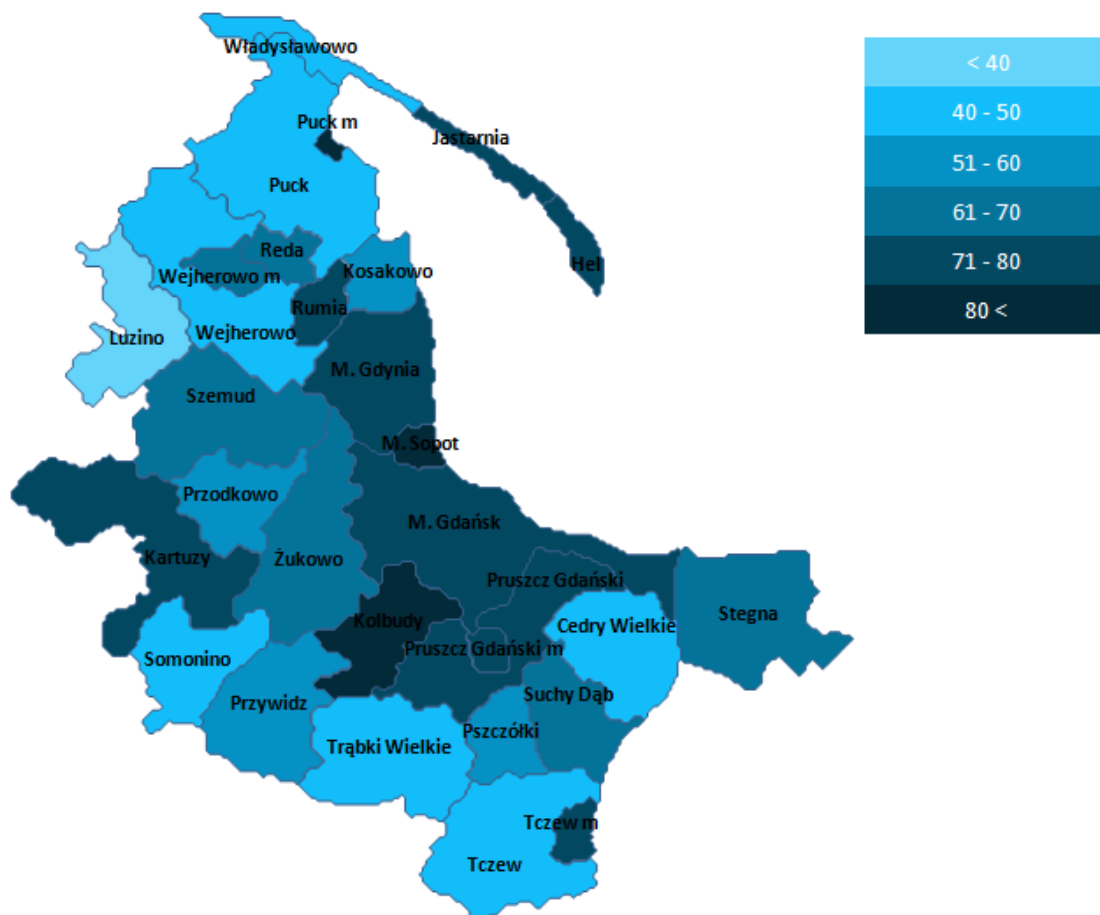 Władysławowo
< 40
40 - 50
51 - 60
61 - 70
71 - 80
80 <
Puck m
Jastarnia
Puck
Reda
Hel
Kosakowo
Wejherowo m
Rumia
Wejherowo
Luzino
M. Gdynia
Szemud
M. Sopot
Przodkowo
M. Gdańsk
Kartuzy
Żukowo
Pruszcz Gdański
Stegna
Kolbudy
Cedry Wielkie
Pruszcz Gdański m
Somonino
Suchy Dąb
Przywidz
Pszczółki
Trąbki Wielkie
Tczew m
Tczew